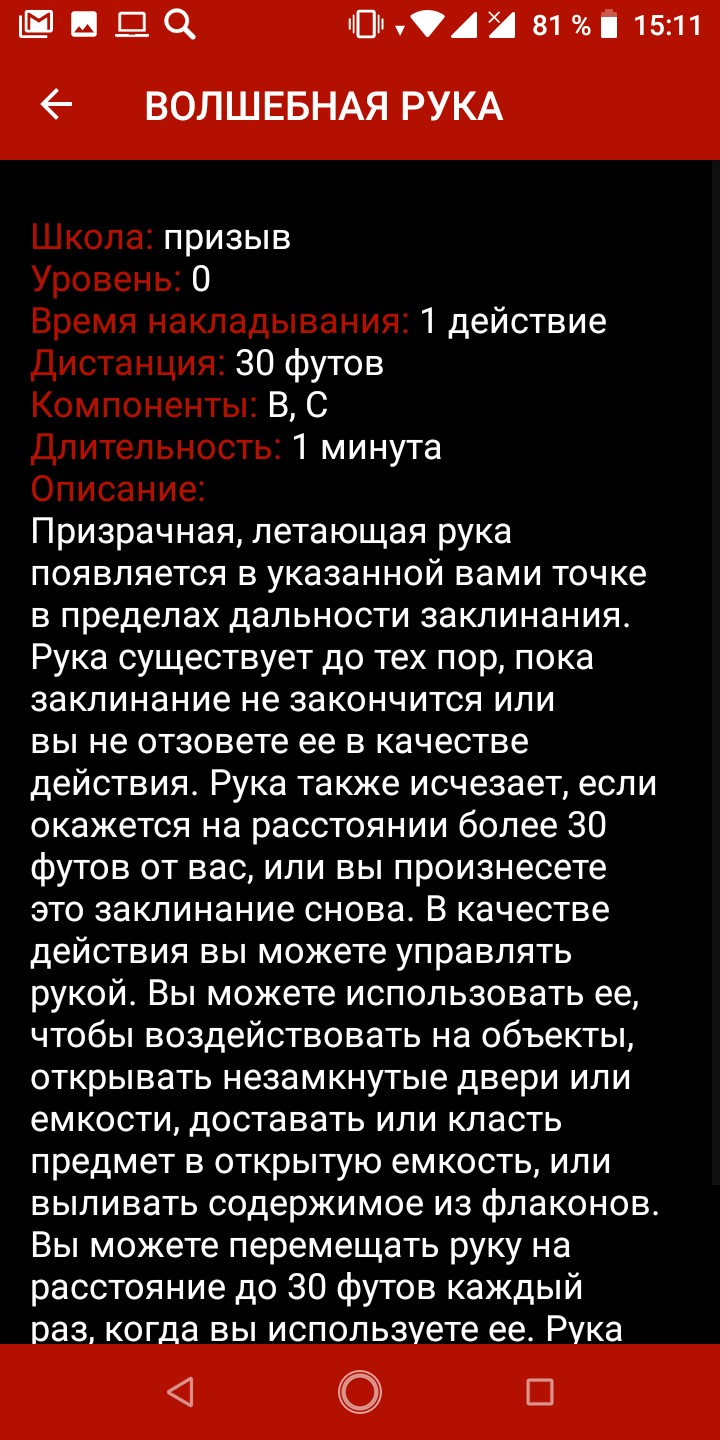 81 % 15:11
ВОЛШЕБНАЯ РУКА
Школа: призыв
Уровень: 0
Время накладывания: 1 действие
Дистанция: 30 футов
Компоненты: В, С
Длительность: 1 минута
Описание:
Призрачная, летающая рука
появляется в указанной вами точке
в пределах дальности заклинания.
Рука существует до тех пор, пока
заклинание не закончится или
вы не отзовете ее в качестве
действия. Рука также исчезает, если
окажется на расстоянии более 30
футов от вас, или вы произнесете
это заклинание снова. В качестве
действия вы можете управлять
рукой. Вы можете использовать ее,
чтобы воздействовать на объекты,
открывать незамкнутые двери или
емкости, доставать или класть
предмет в открытую емкость, или
выливать содержимое из флаконов.
Вы можете перемещать руку на
расстояние до 30 футов каждый
раз, когда вы используете ее. Рука